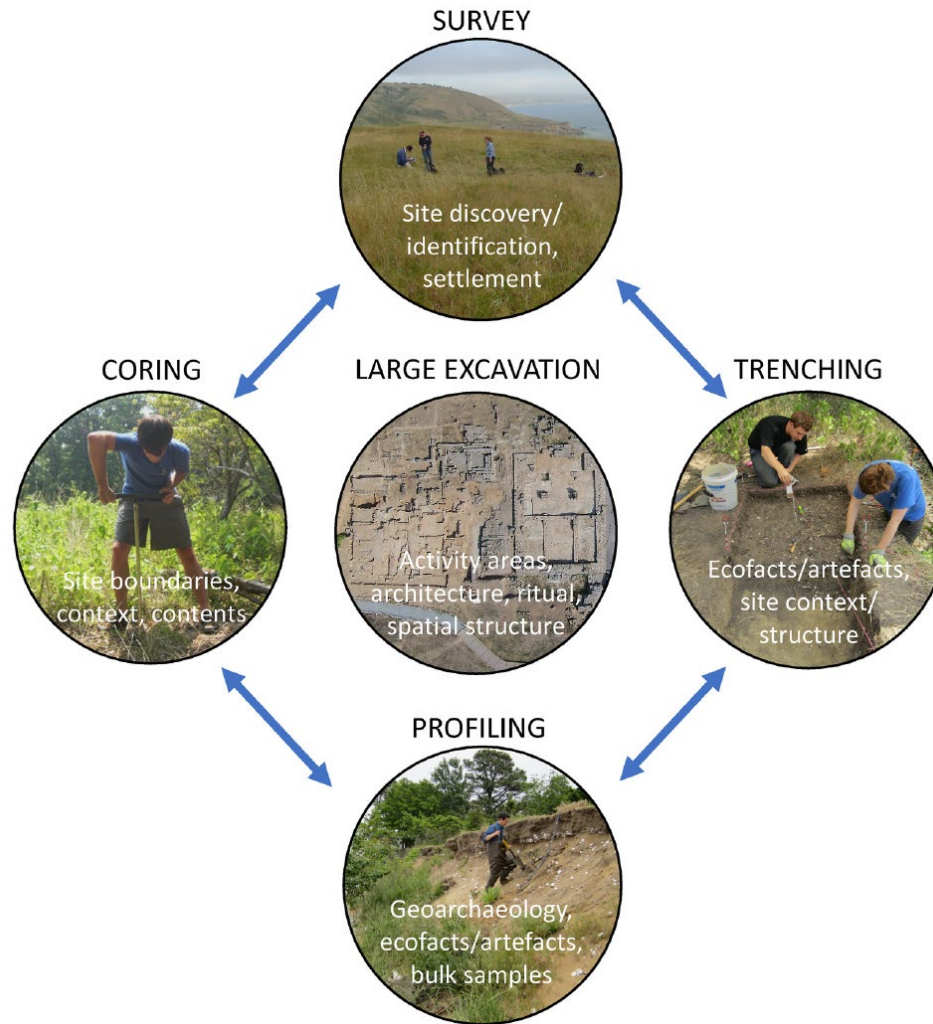 SURVEY
Site discovery/
identification,
settlement
CORING
Site boundaries,
context, contents
LARGE EXCAVATION
Activity areas,
architecture, ritual,
spatial structure
TRENCHING
Ecofacts/artefacts,
site context/
structure
PROFILING
Geoarchaeology,
ecofacts/artefacts,
bulk samples